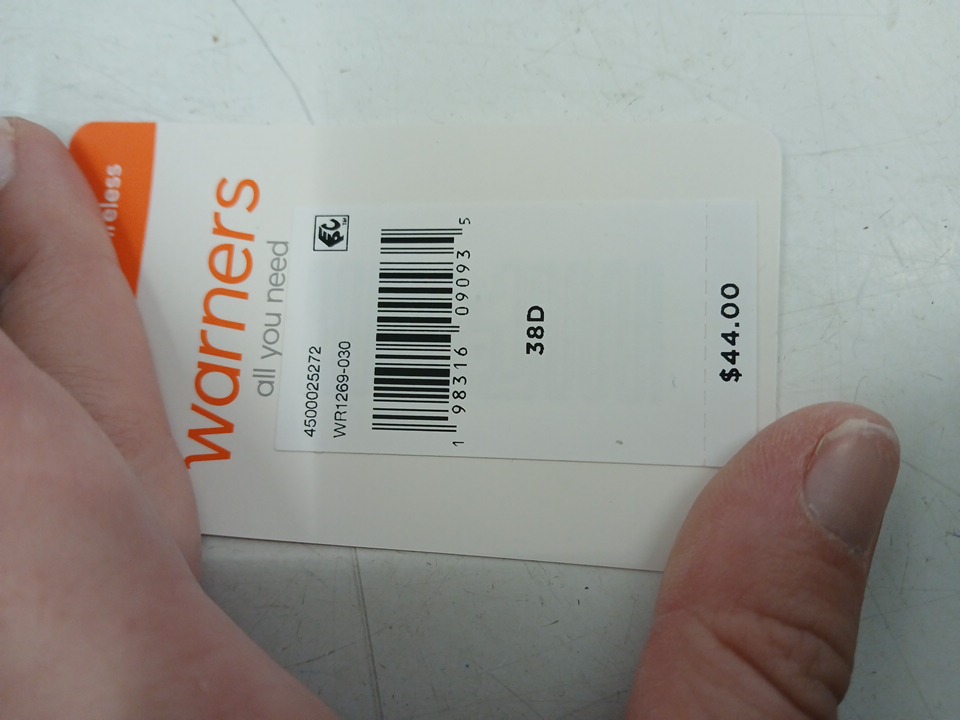 warners
all you need
4500025272
WR1269-030
1 98316 09093 5
38D
$44.00